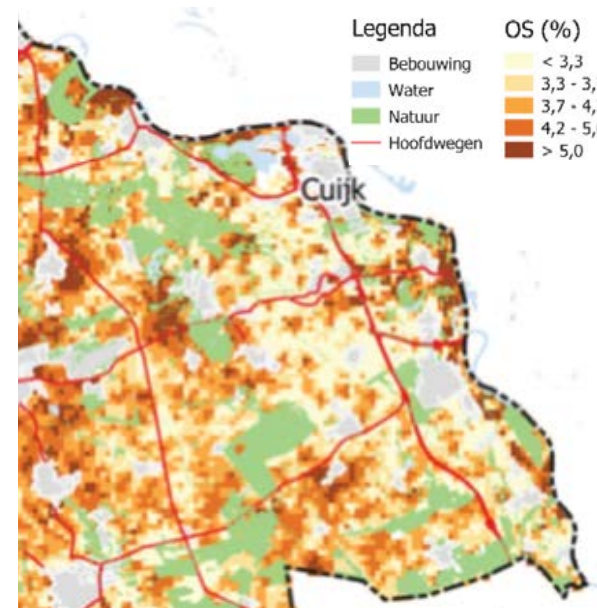 Legenda
Bebouwing
Water
Natuur
Hoofdwegen
OS (%)
< 3,3
3,3 - 3,
3,7 - 4,
4,2 - 5,
> 5,0
Cuijk